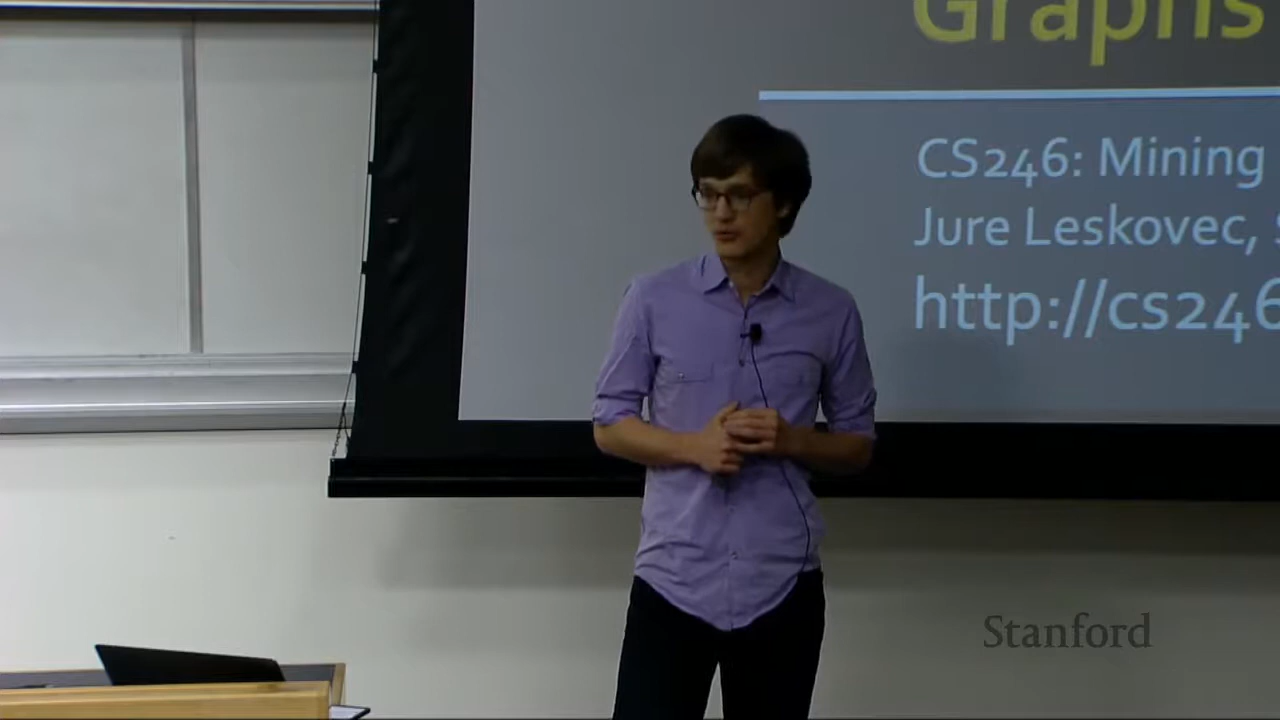 Graphs
CS246: Mining
Jure Leskovec,
http://cs246
Stanford